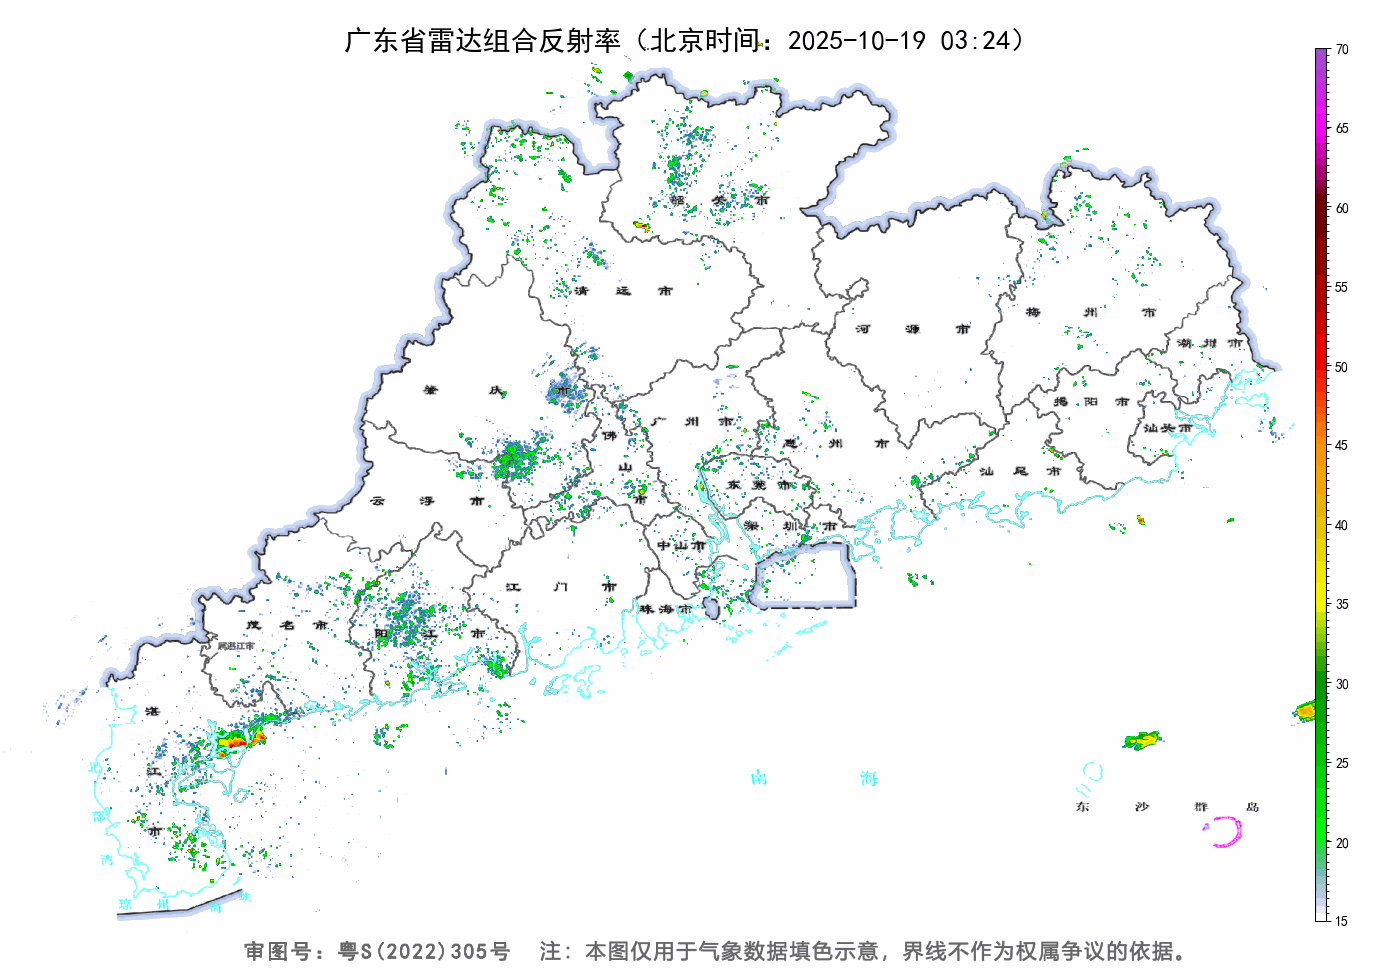 广东省雷达组合反射率（北京时间：2025-10-19 03:24）
70
65
60
55
50
45
40
35
30
25
20
15
韶关市
清远市
河源市
梅州市
潮州市
肇庆市
广州市
佛山市
惠州市
揭阳市
汕头市
汕尾市
云浮市
东莞市
深圳市
中山市
江门市
珠海市
茂名市
阳江市
属湛江市
湛江市
北部湾
琼州海峡
南海
东沙群岛
审图号：粤S(2022)305号 注：本图仅用于气象数据填色示意，界线不作为权属争议的依据。